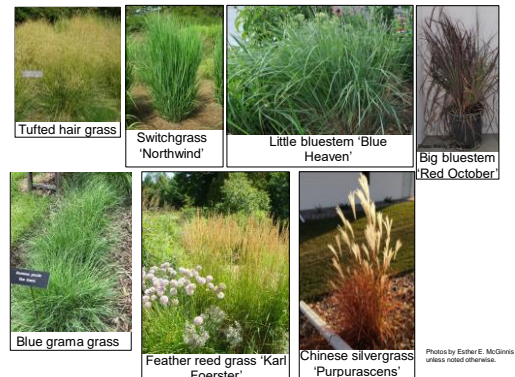 Tufted hair grass
Switchgrass
'Northwind'
Little bluestem 'Blue
Heaven'
Big bluestem
'Red October'
Blue grama grass
Feather reed grass 'Karl
Foerster'
Chinese silvergrass
'Purpurascens'
Photos by Esther E. McGinnis
unless noted otherwise.